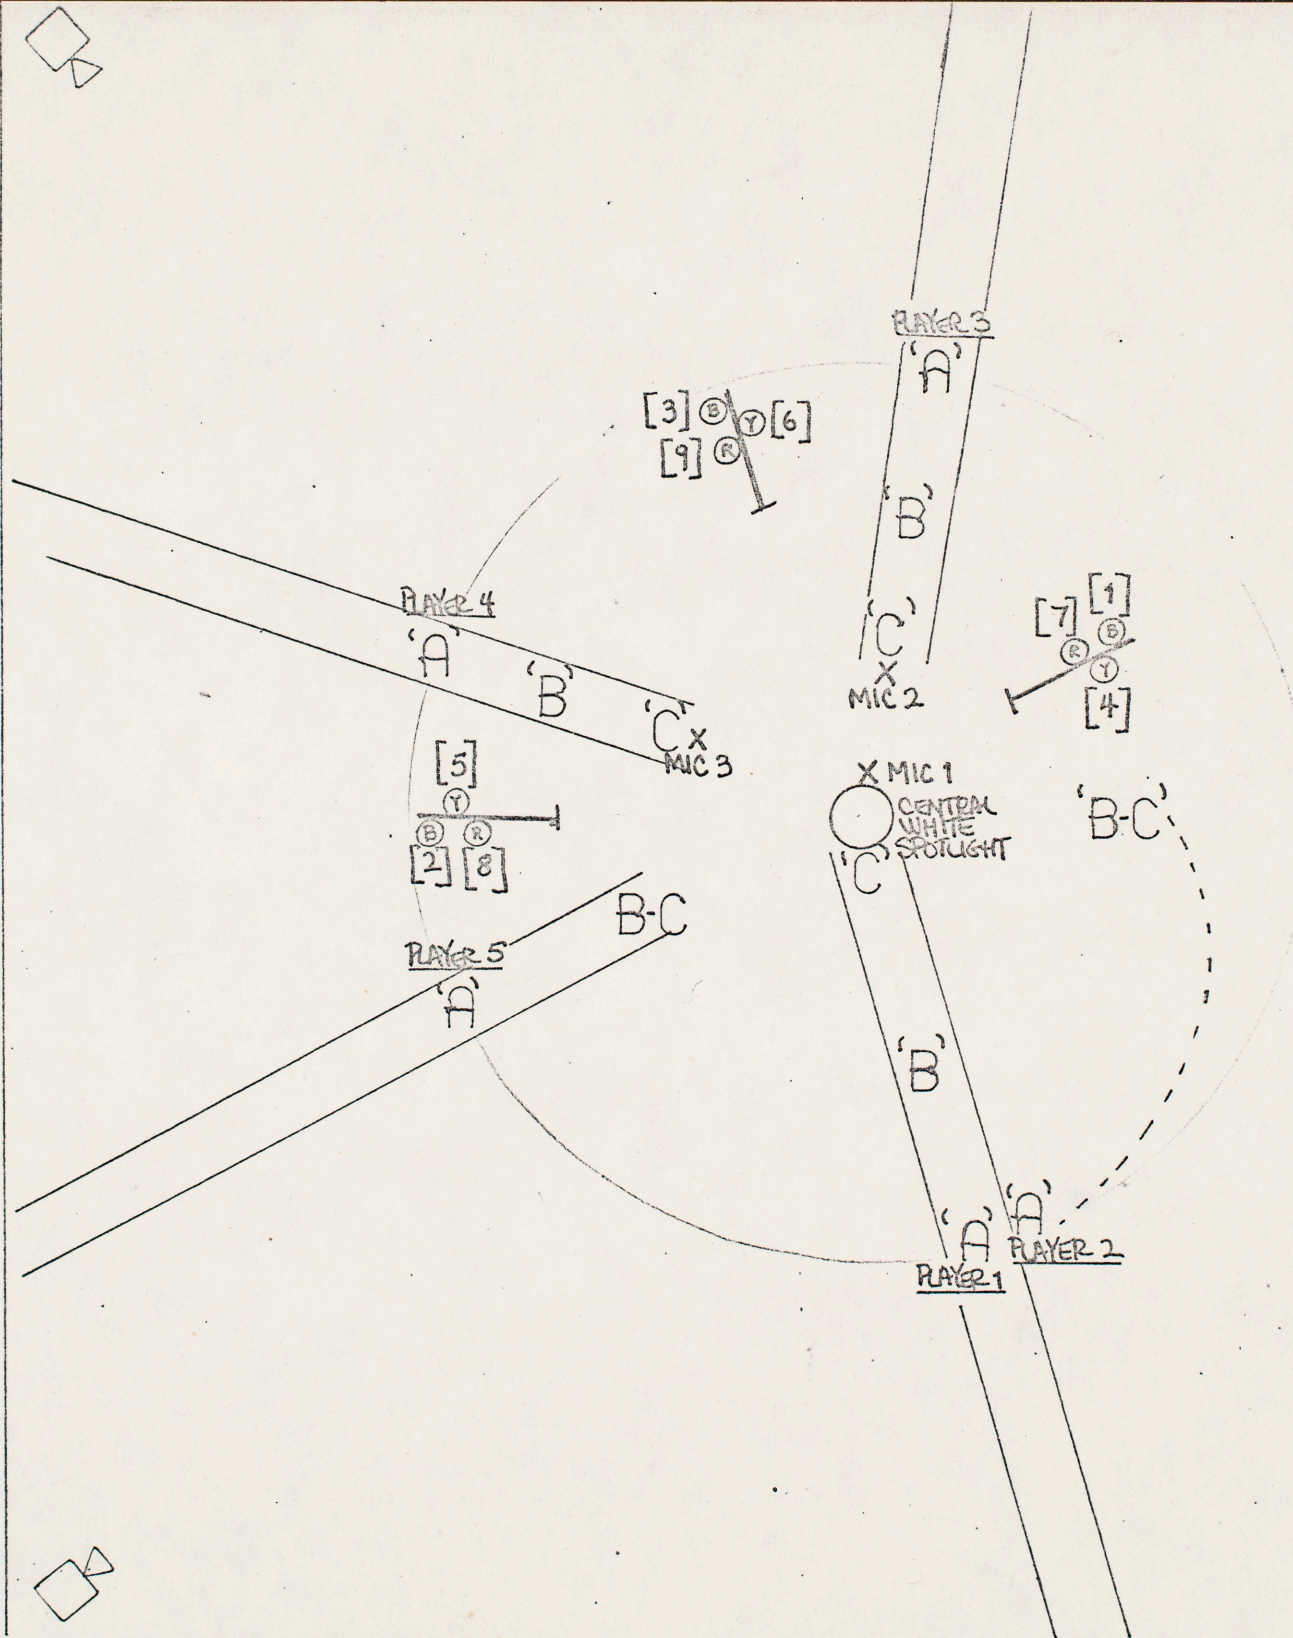 PLAYER 3
'A'
[3] B Y [6]
[9] R
'B'
[1]
[7] B
R
Y
[4]
PLAYER 4
'A'
'B'
'C'
X
MIC 2
'C' X
MIC 3
[5]
Y
B R
[2] [8]
X MIC 1
CENTRAL
WHITE
SPOTLIGHT
'B-C'
'C'
B-C
PLAYER 5
'A'
'B'
'A'
PLAYER 2
'A'
PLAYER 1